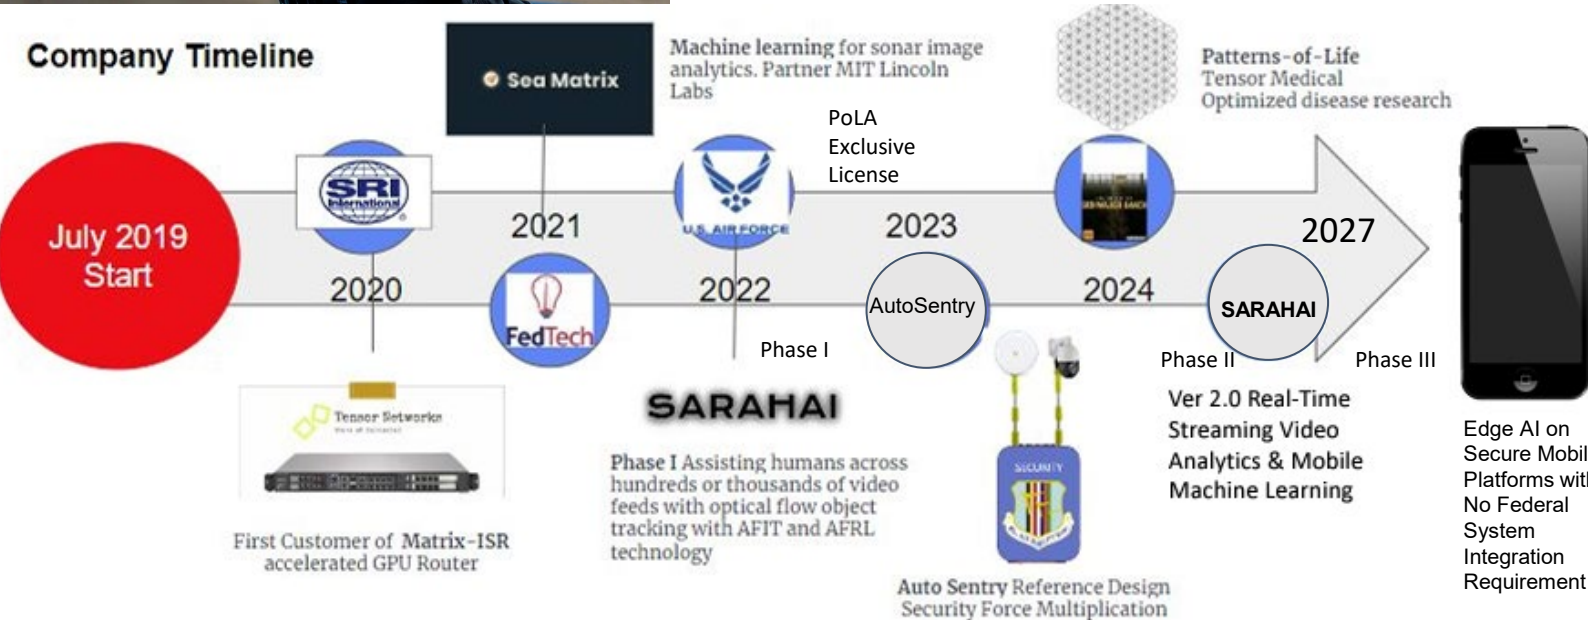 Company Timeline
July 2019
Start
SRI
International
2020
Tensor Networks
First Customer of Matrix-ISR
accelerated GPU Router
Sea Matrix
2021
FedTech
Machine learning for sonar image
analytics. Partner MIT Lincoln
Labs
U.S. AIR FORCE
2022
Phase I
SARAHAI
Phase I Assisting humans across
hundreds or thousands of video
feeds with optical flow object
tracking with AFIT and AFRL
technology
PoLA
Exclusive
License
2023
AutoSentry
SECURITY
Auto Sentry Reference Design
Security Force Multiplication
Patterns-of-Life
Tensor Medical
Optimized disease research
2024
SARAHAI
Phase II
Ver 2.0 Real-Time
Streaming Video
Analytics & Mobile
Machine Learning
2027
Phase III
Edge AI on
Secure Mobil
Platforms wit
No Federal
System
Integration
Requirement